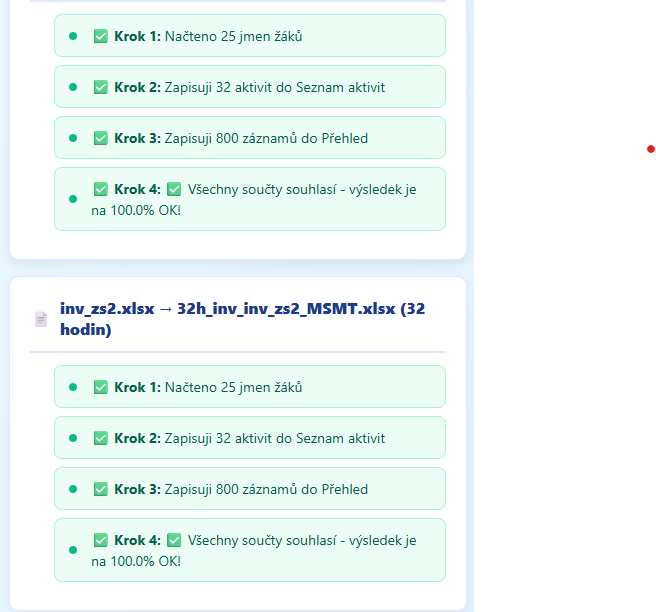 ✅ Krok 1: Načteno 25 jmen žáků
✅ Krok 2: Zapisuji 32 aktivit do Seznam aktivit
✅ Krok 3: Zapisuji 800 záznamů do Přehled
✅ Krok 4: ✅ Všechny součty souhlasí - výsledek je
na 100.0% OK!
inv_zs2.xlsx → 32h_inv_inv_zs2_MSMT.xlsx (32
hodin)
✅ Krok 1: Načteno 25 jmen žáků
✅ Krok 2: Zapisuji 32 aktivit do Seznam aktivit
✅ Krok 3: Zapisuji 800 záznamů do Přehled
✅ Krok 4: ✅ Všechny součty souhlasí - výsledek je
na 100.0% OK!